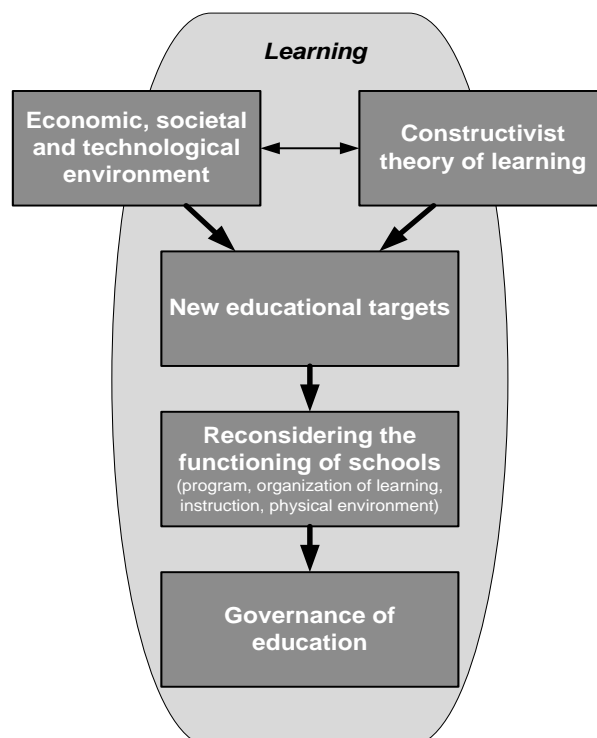 Learning
Economic, societal
and technological
environment
Constructivist
theory of learning
New educational targets
Reconsidering the
functioning of schools
(program, organization of learning,
instruction, physical environment)
Governance of
education